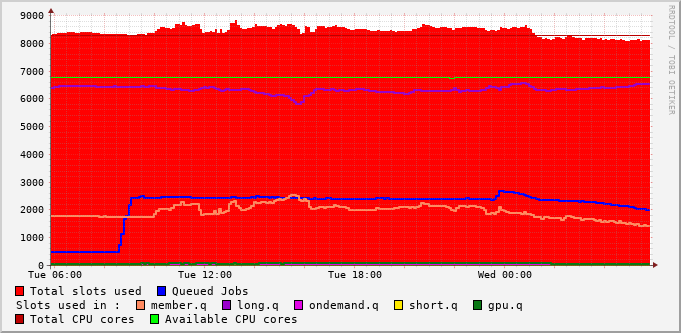 9000
8000
7000
6000
5000
4000
3000
2000
1000
0
Tue 06:00 Tue 12:00 Tue 18:00 Wed 00:00
RRDTOOL / TOBI OETIKER
Total slots used Queued Jobs
Slots used in : member.q long.q ondemand.q short.q gpu.q
Total CPU cores Available CPU cores